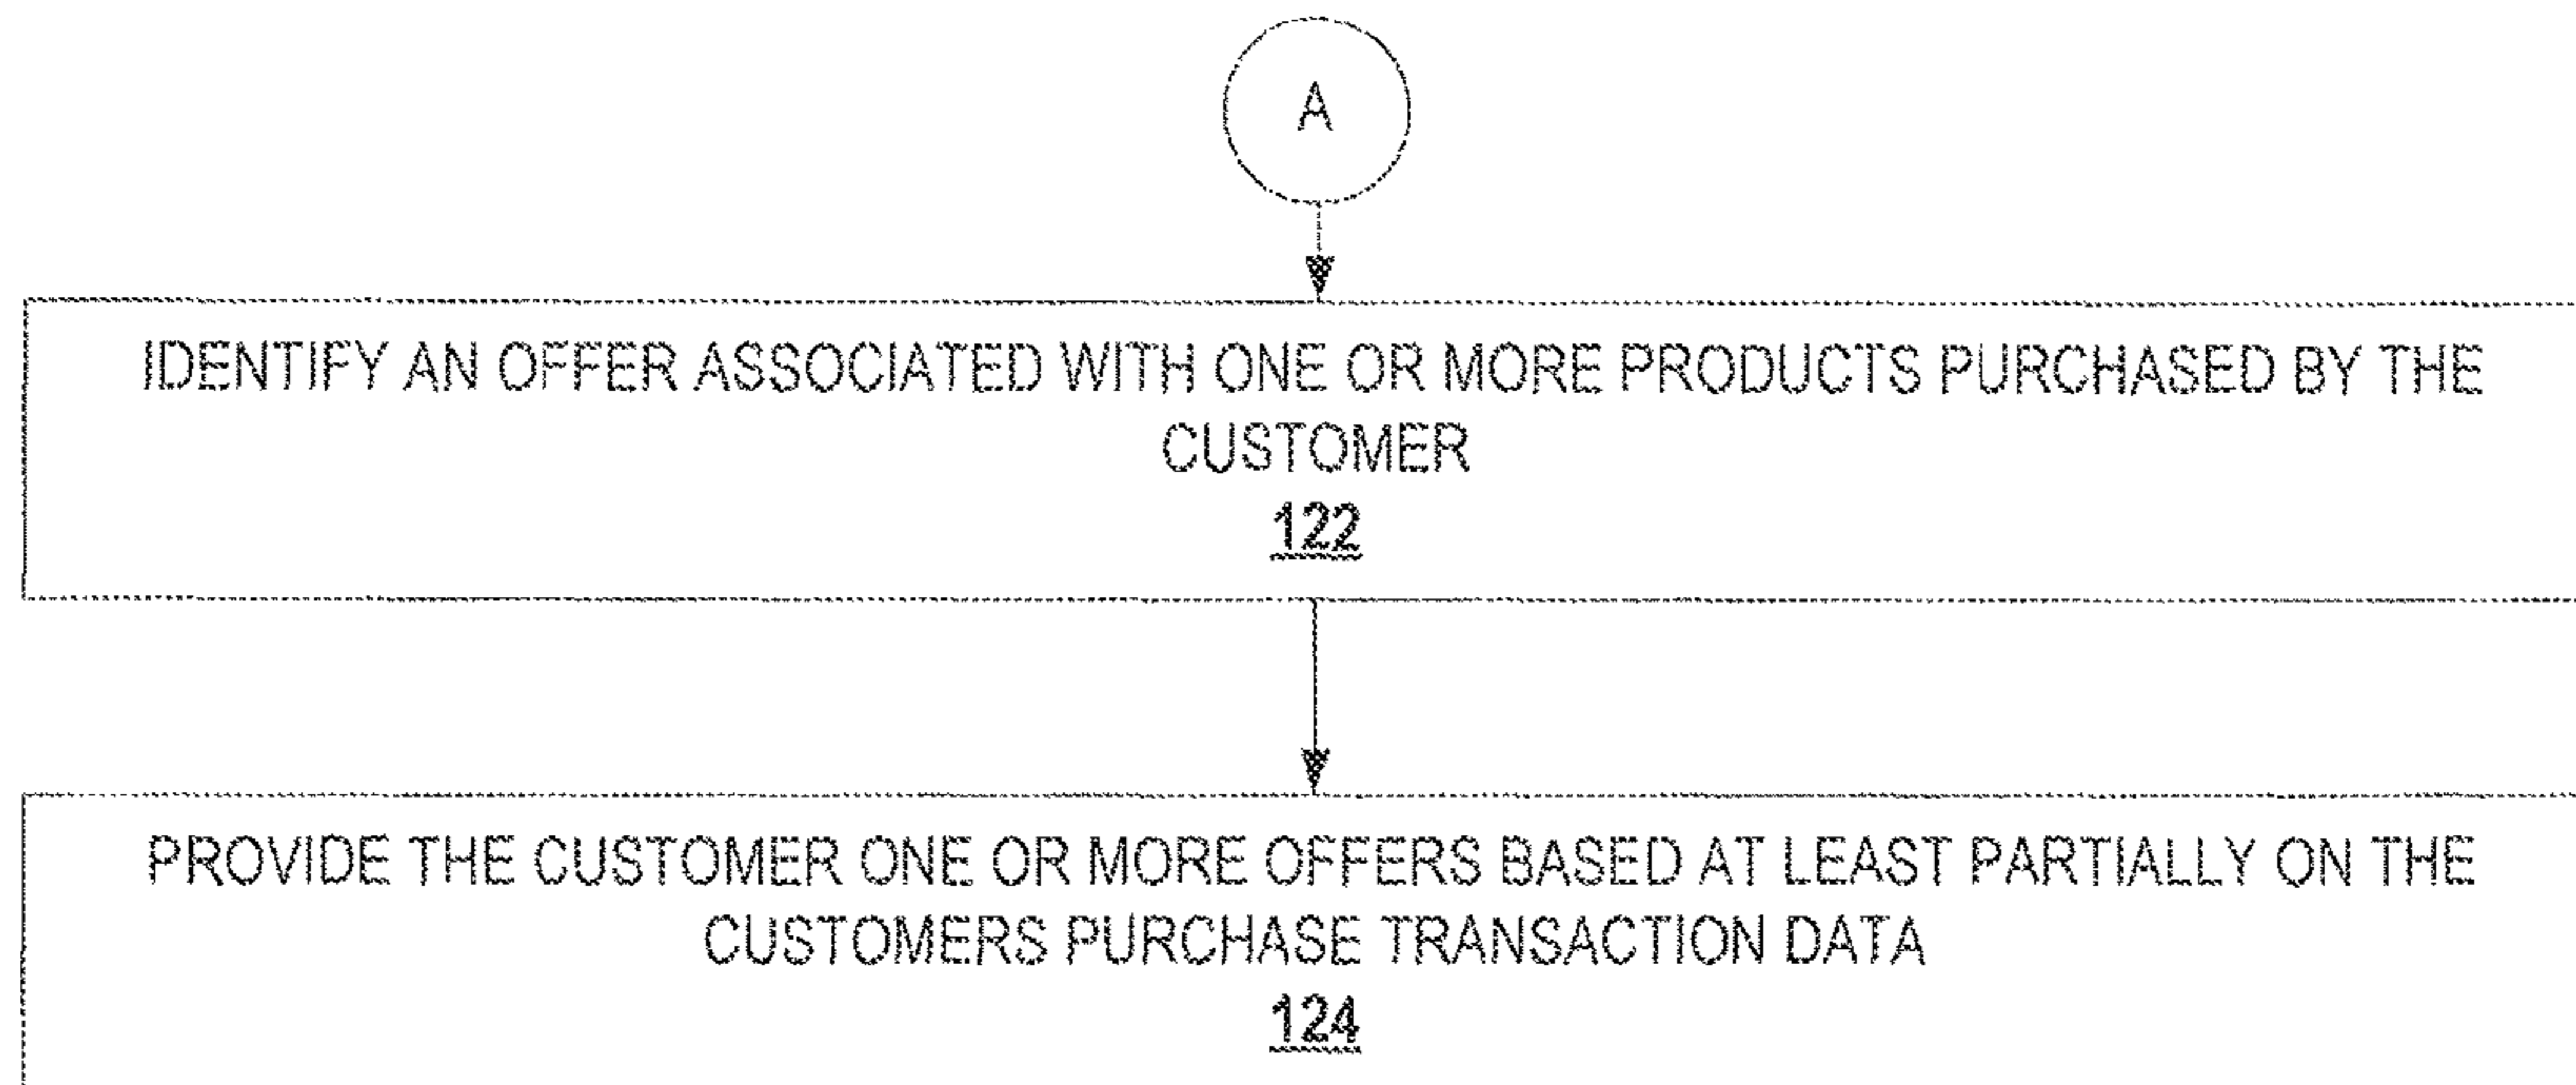 A
IDENTIFY AN OFFER ASSOCIATED WITH ONE OR MORE PRODUCTS PURCHASED BY THE
CUSTOMER
122
PROVIDE THE CUSTOMER ONE OR MORE OFFERS BASED AT LEAST PARTIALLY ON THE
CUSTOMERS PURCHASE TRANSACTION DATA
124